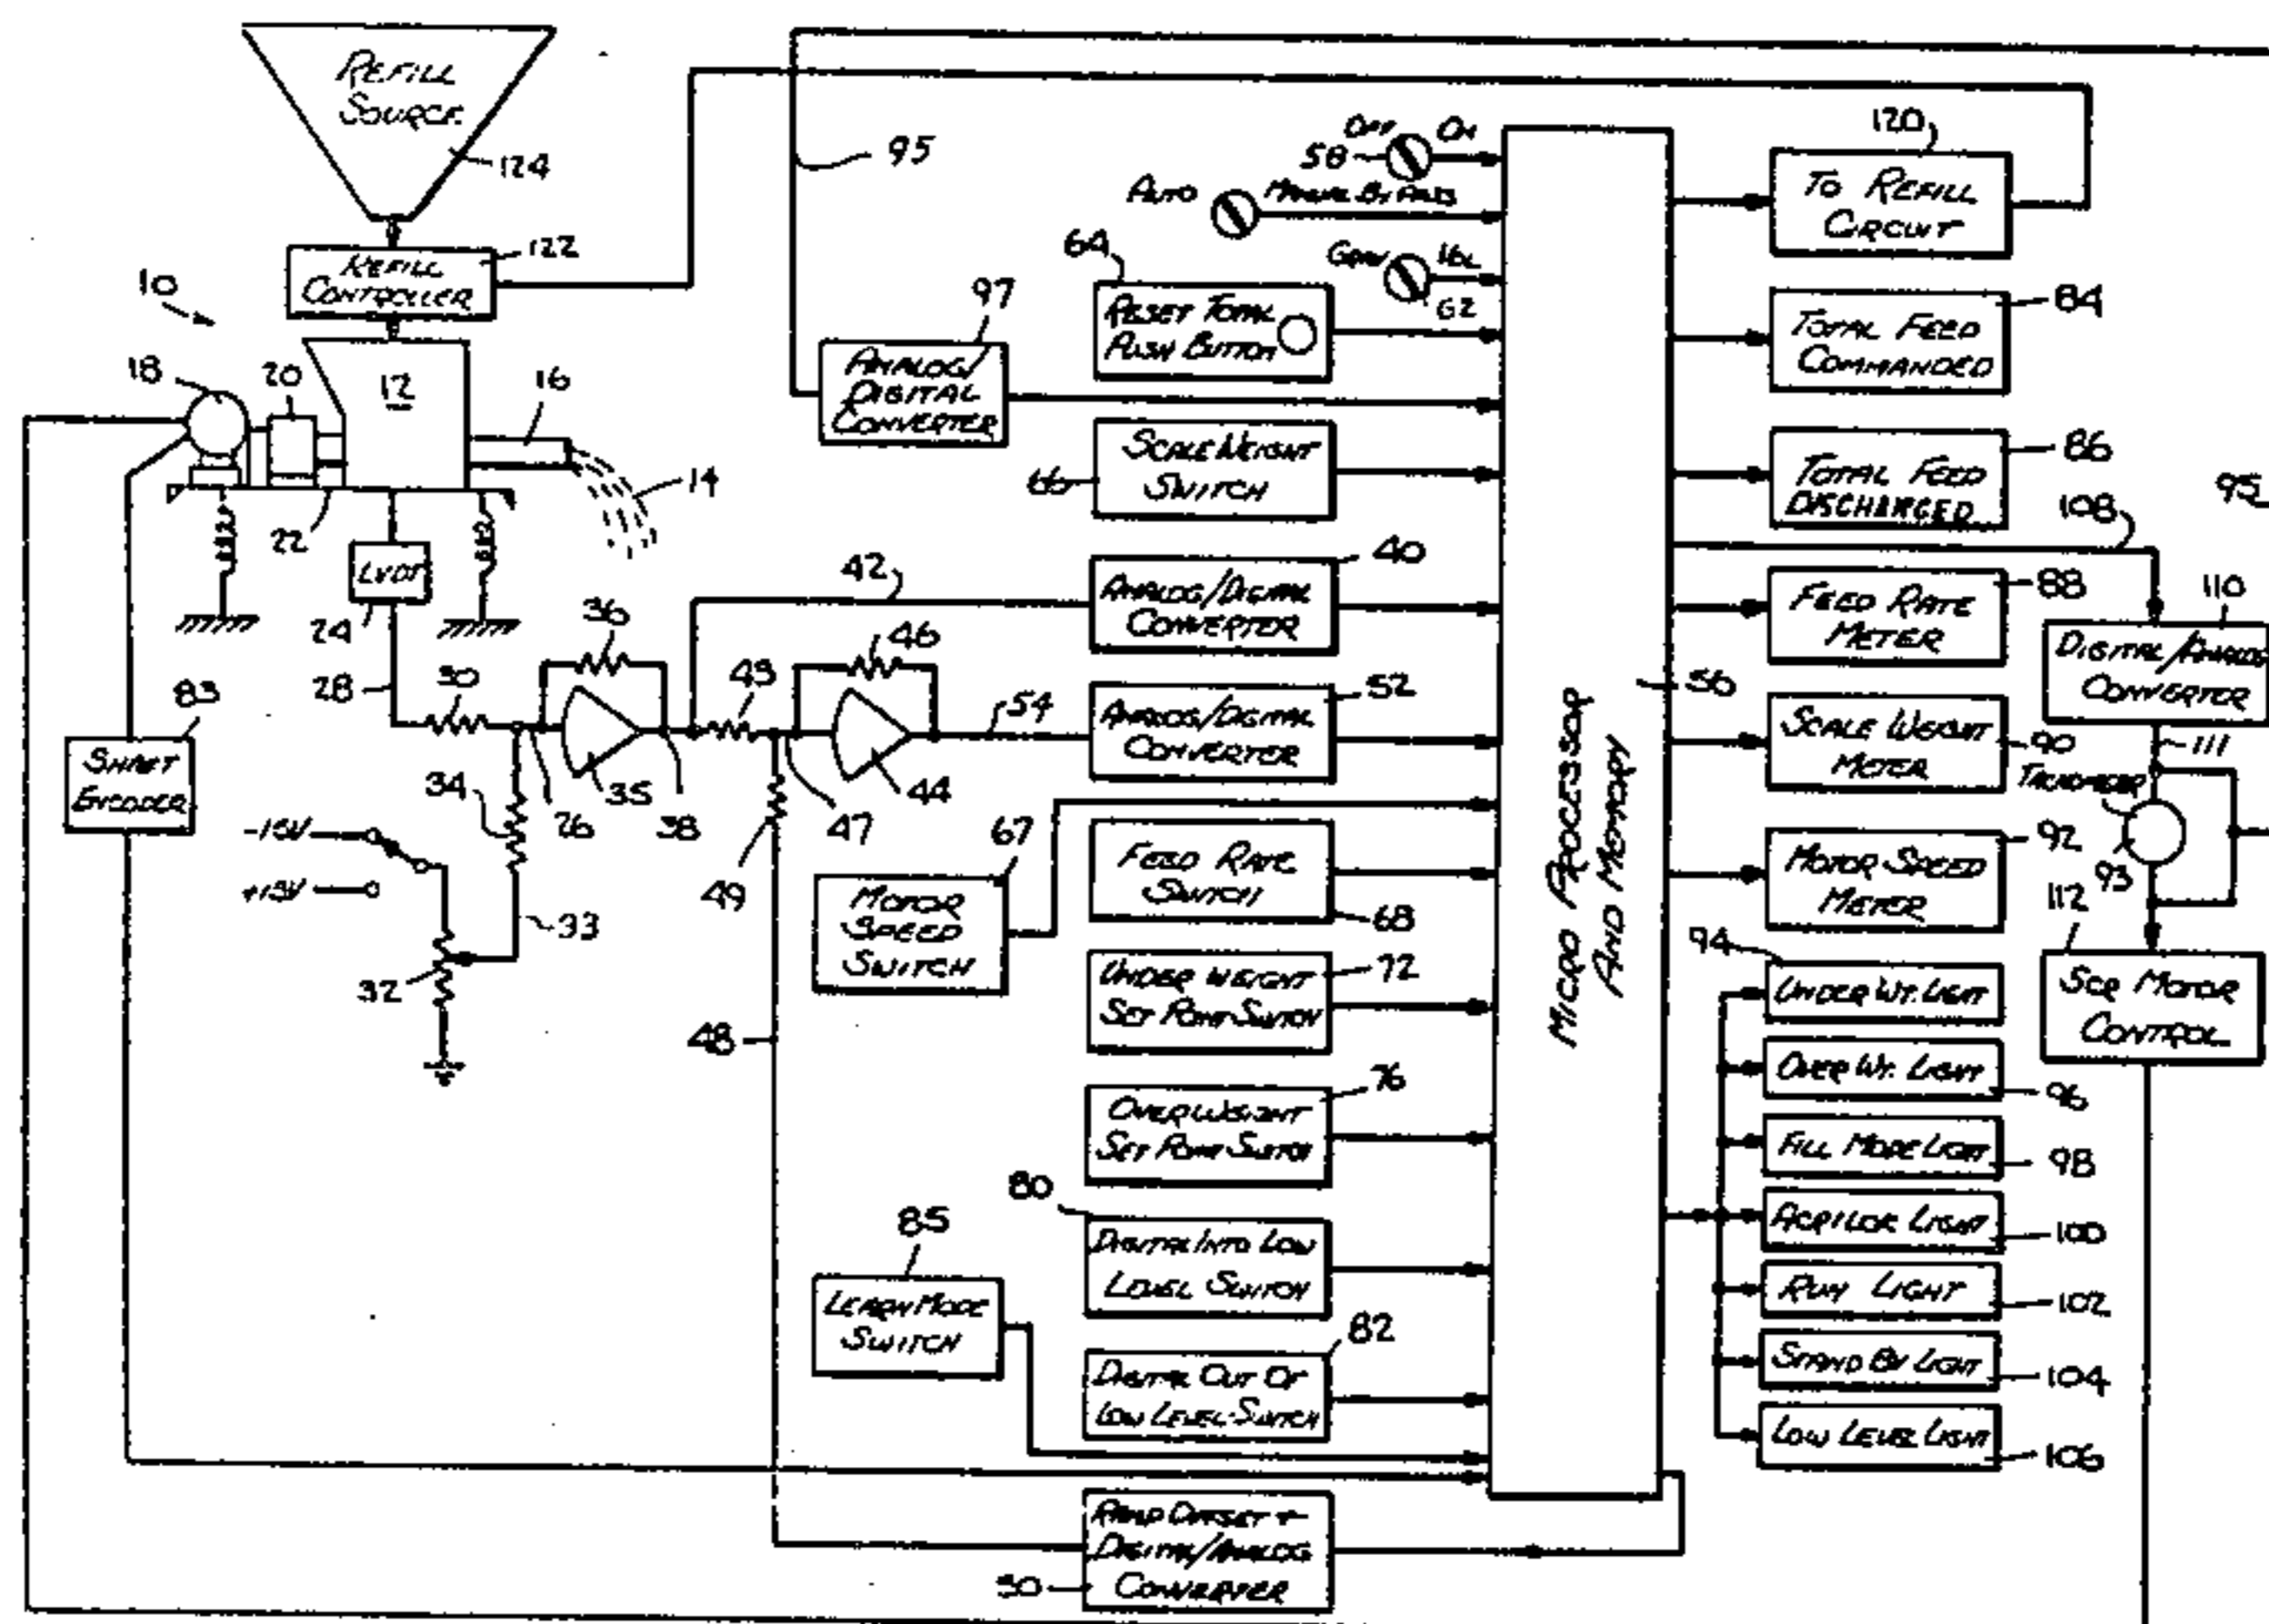 REFILL
SOURCE
124
REFILL
CONTROLLER
122
10
18
20
12
16
14
22
LVDT
24
28
30
36
35
26
38
34
33
32
-15V
+15V
83
SHAFT
ENCODER
42
43
46
44
47
49
48
54
95
OFF
ON
58
AUTO
MANUAL BYPASS
GRAV
VOL
62
64
RESET TOTAL
PUSH BUTTON
97
ANALOG/
DIGITAL
CONVERTER
66
SCALE WEIGHT
SWITCH
40
ANALOG/DIGITAL
CONVERTER
52
ANALOG/DIGITAL
CONVERTER
67
MOTOR
SPEED
SWITCH
FEED RATE
SWITCH
68
UNDER WEIGHT
SET POINT SWITCH
72
76
OVERWEIGHT
SET POINT SWITCH
80
DIGITAL INTO LOW
LEVEL SWITCH
85
LEARN MODE
SWITCH
82
DIGITAL OUT OF
LOW LEVEL SWITCH
RAMP OFFSET +
DIGITAL/ANALOG
CONVERTER
50
MICRO PROCESSOR
AND MEMORY
56
120
TO REFILL
CIRCUIT
84
TOTAL FEED
COMMANDED
86
TOTAL FEED
DISCHARGED
108
95
88
FEED RATE
METER
110
DIGITAL/ANALOG
CONVERTER
SCALE WEIGHT
METER
90
111
TACHOMETER
93
MOTOR SPEED
METER
92
112
SCR MOTOR
CONTROL
94
UNDER WT. LIGHT
OVER WT. LIGHT
96
FILL MODE LIGHT
98
ACRILOK LIGHT
100
RUN LIGHT
102
STAND BY LIGHT
104
LOW LEVEL LIGHT
106